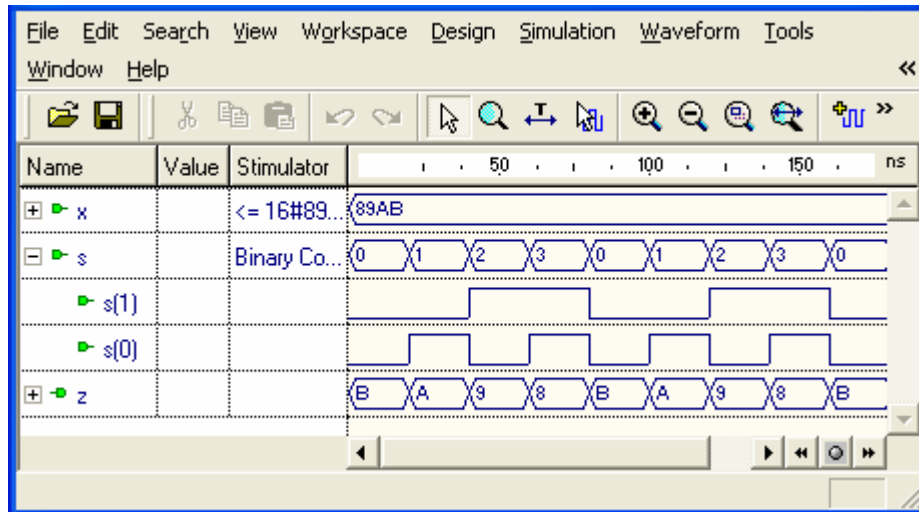 File Edit Search View Workspace Design Simulation Waveform Tools
Window Help
Name Value Stimulator 50 100 150 ns
x <= 16#89... 89AB
s Binary Co... 0 1 2 3 0 1 2 3 0
s(1)
s(0)
z B A 9 8 B A 9 8 B